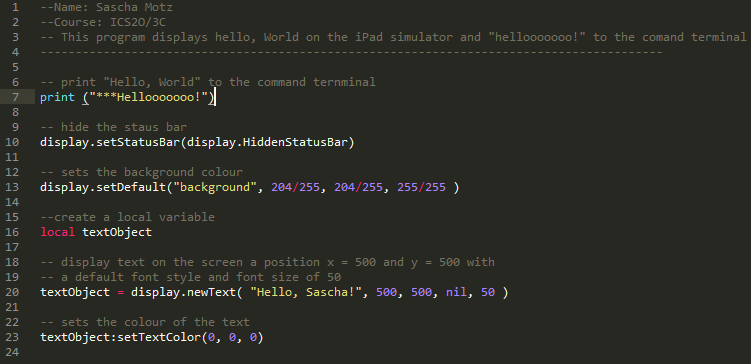 1 --Name: Sascha Motz
2 --Course: ICS2O/3C
3 -- This program displays hello, World on the iPad simulator and "hellooooooo!" to the comand terminal
4 -----------------------------------------------------------------------------------------
5
6 -- print "Hello, World" to the command ternminal
7 print ("***Hellooooooo!")
8
9 -- hide the staus bar
10 display.setStatusBar(display.HiddenStatusBar)
11
12 -- sets the background colour
13 display.setDefault("background", 204/255, 204/255, 255/255 )
14
15 --create a local variable
16 local textObject
17
18 -- display text on the screen a position x = 500 and y = 500 with
19 -- a default font style and font size of 50
20 textObject = display.newText( "Hello, Sascha!", 500, 500, nil, 50 )
21
22 -- sets the colour of the text
23 textObject:setTextColor(0, 0, 0)
24